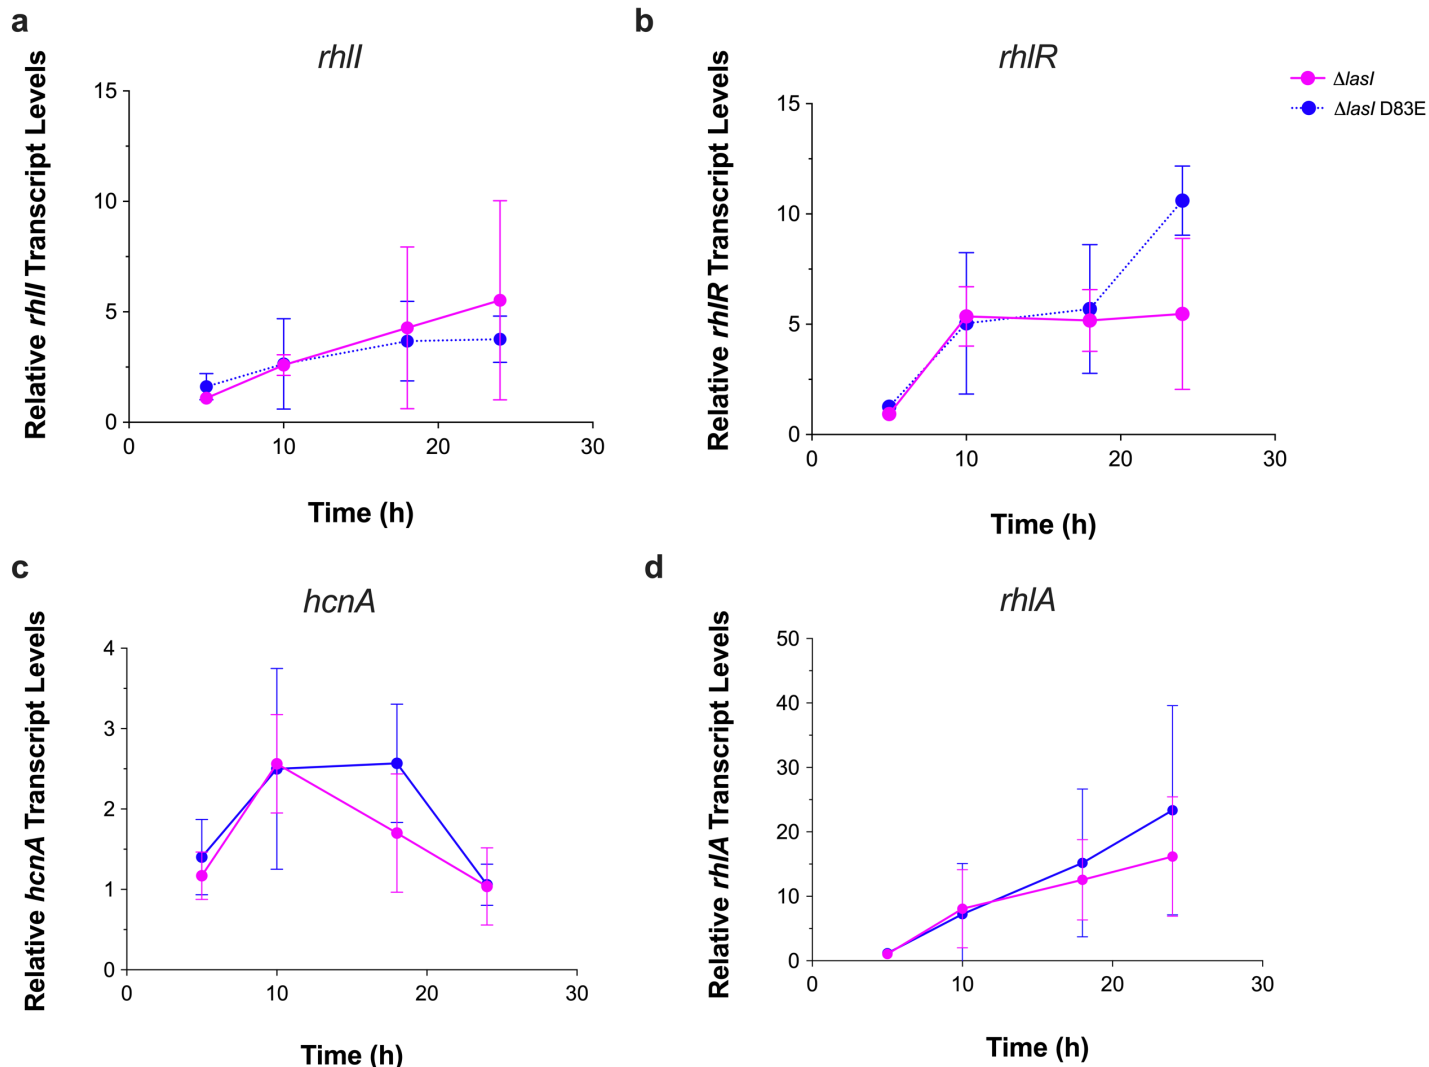 a
rhlI
Relative rhlI Transcript Levels
15
10
5
0
0 10 20 30
Time (h)
b
rhlR
Relative rhlR Transcript Levels
15
10
5
0
0 10 20 30
Time (h)
ΔlasI
ΔlasI D83E
c
hcnA
Relative hcnA Transcript Levels
4
3
2
1
0
0 10 20 30
Time (h)
d
rhlA
Relative rhlA Transcript Levels
50
40
30
20
10
0
0 10 20 30
Time (h)